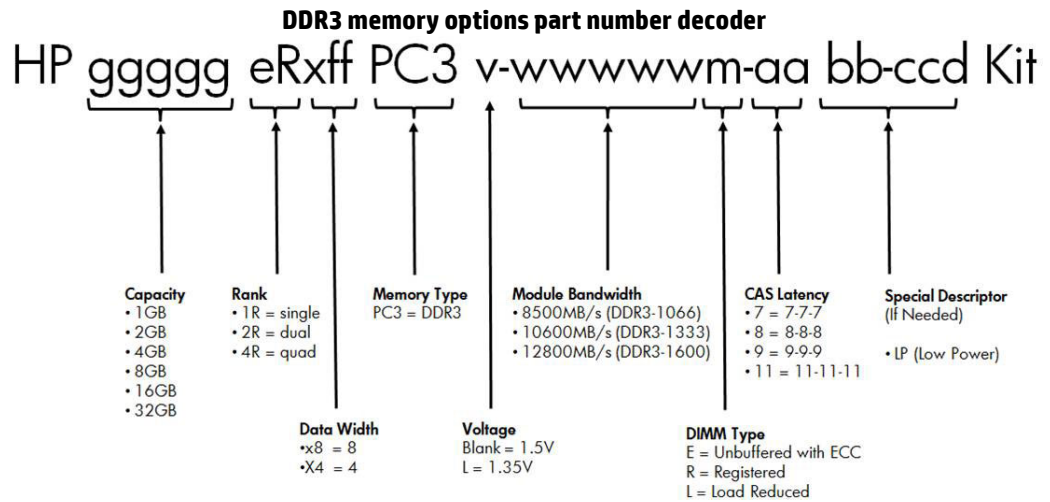 DDR3 memory options part number decoder
HP ggggg eRxff PC3 v-wwwwwm-aa bb-ccd Kit
Capacity
• 1GB
• 2GB
• 4GB
• 8GB
• 16GB
• 32GB
Rank
• 1R = single
• 2R = dual
• 4R = quad
Memory Type
PC3 = DDR3
Module Bandwidth
• 8500MB/s (DDR3-1066)
• 10600MB/s (DDR3-1333)
• 12800MB/s (DDR3-1600)
CAS Latency
• 7 = 7-7-7
• 8 = 8-8-8
• 9 = 9-9-9
• 11 = 11-11-11
Special Descriptor
(If Needed)
• LP (Low Power)
Data Width
•x8 = 8
•X4 = 4
Voltage
Blank = 1.5V
L = 1.35V
DIMM Type
E = Unbuffered with ECC
R = Registered
L = Load Reduced